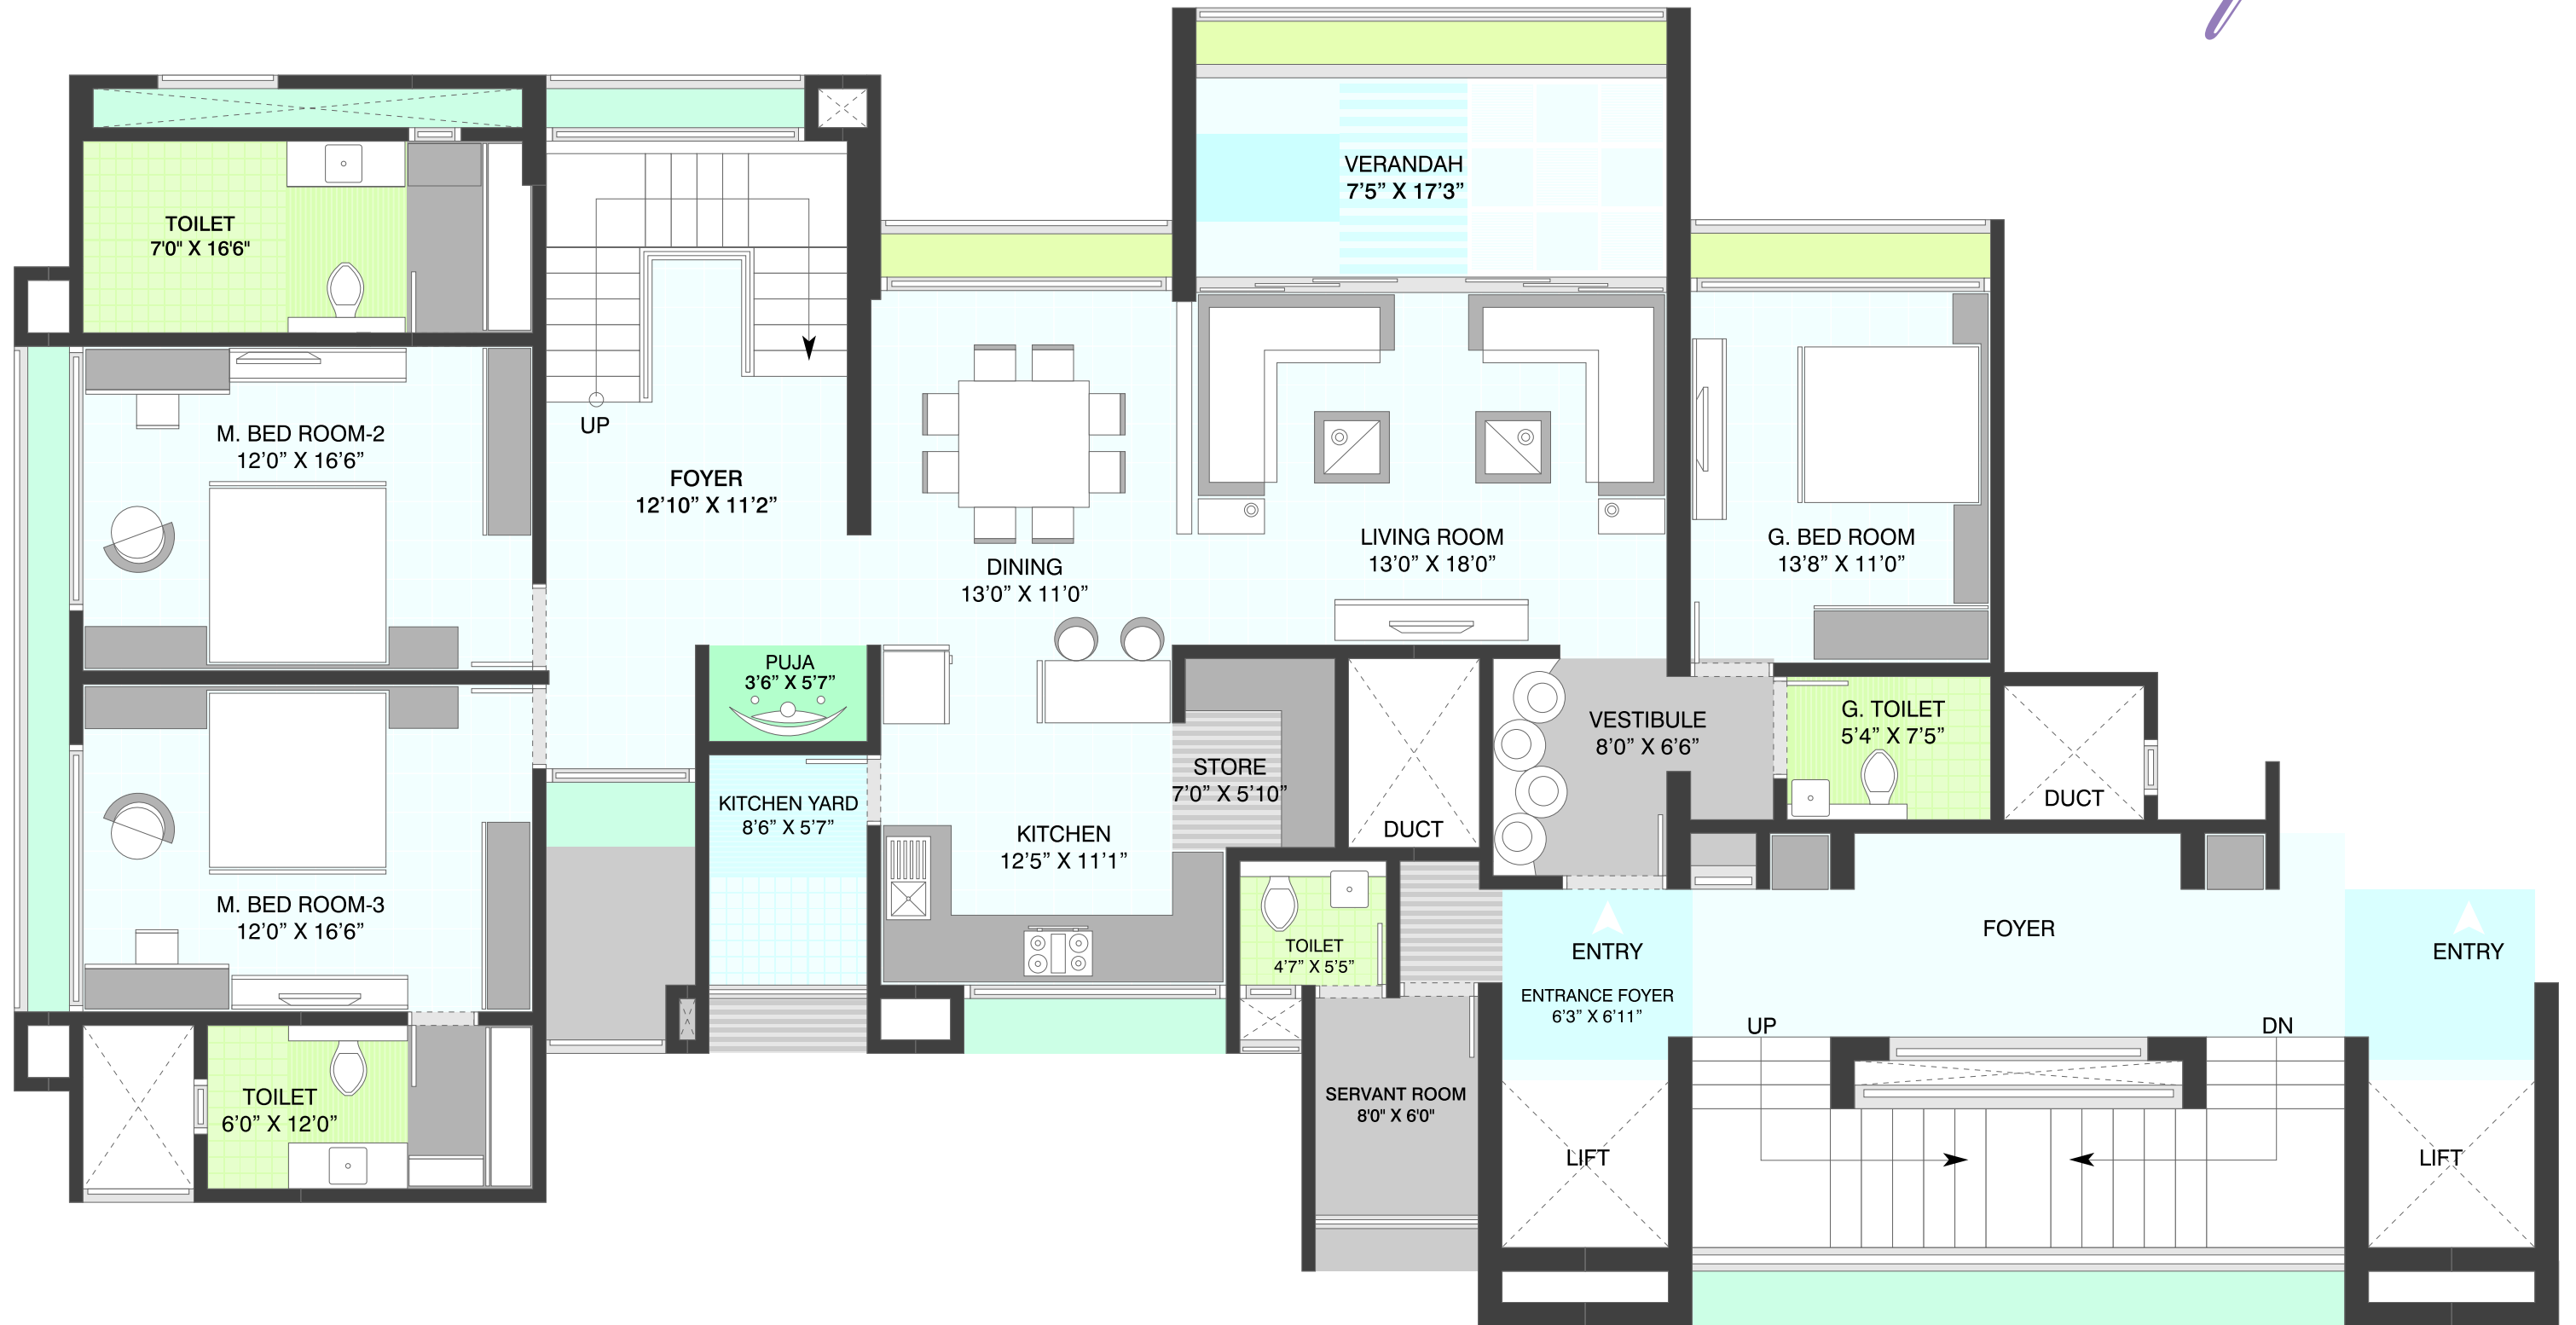 VERANDAH
7’5” X 17’3”
TOILET
7'0" X 16'6"
M. BED ROOM-2
12’0” X 16’6”
UP
FOYER
12’10” X 11’2”
DINING
13’0” X 11’0”
LIVING ROOM
13’0” X 18’0”
G. BED ROOM
13’8” X 11’0”
PUJA
3’6” X 5’7”
VESTIBULE
8’0” X 6’6”
G. TOILET
5’4” X 7’5”
STORE
7’0” X 5’10”
DUCT
DUCT
KITCHEN YARD
8’6” X 5’7”
KITCHEN
12’5” X 11’1”
M. BED ROOM-3
12’0” X 16’6”
TOILET
4’7” X 5’5”
ENTRY
FOYER
ENTRY
ENTRANCE FOYER
6’3” X 6’11”
UP
DN
TOILET
6’0” X 12’0”
SERVANT ROOM
8'0" X 6'0"
LIFT
LIFT